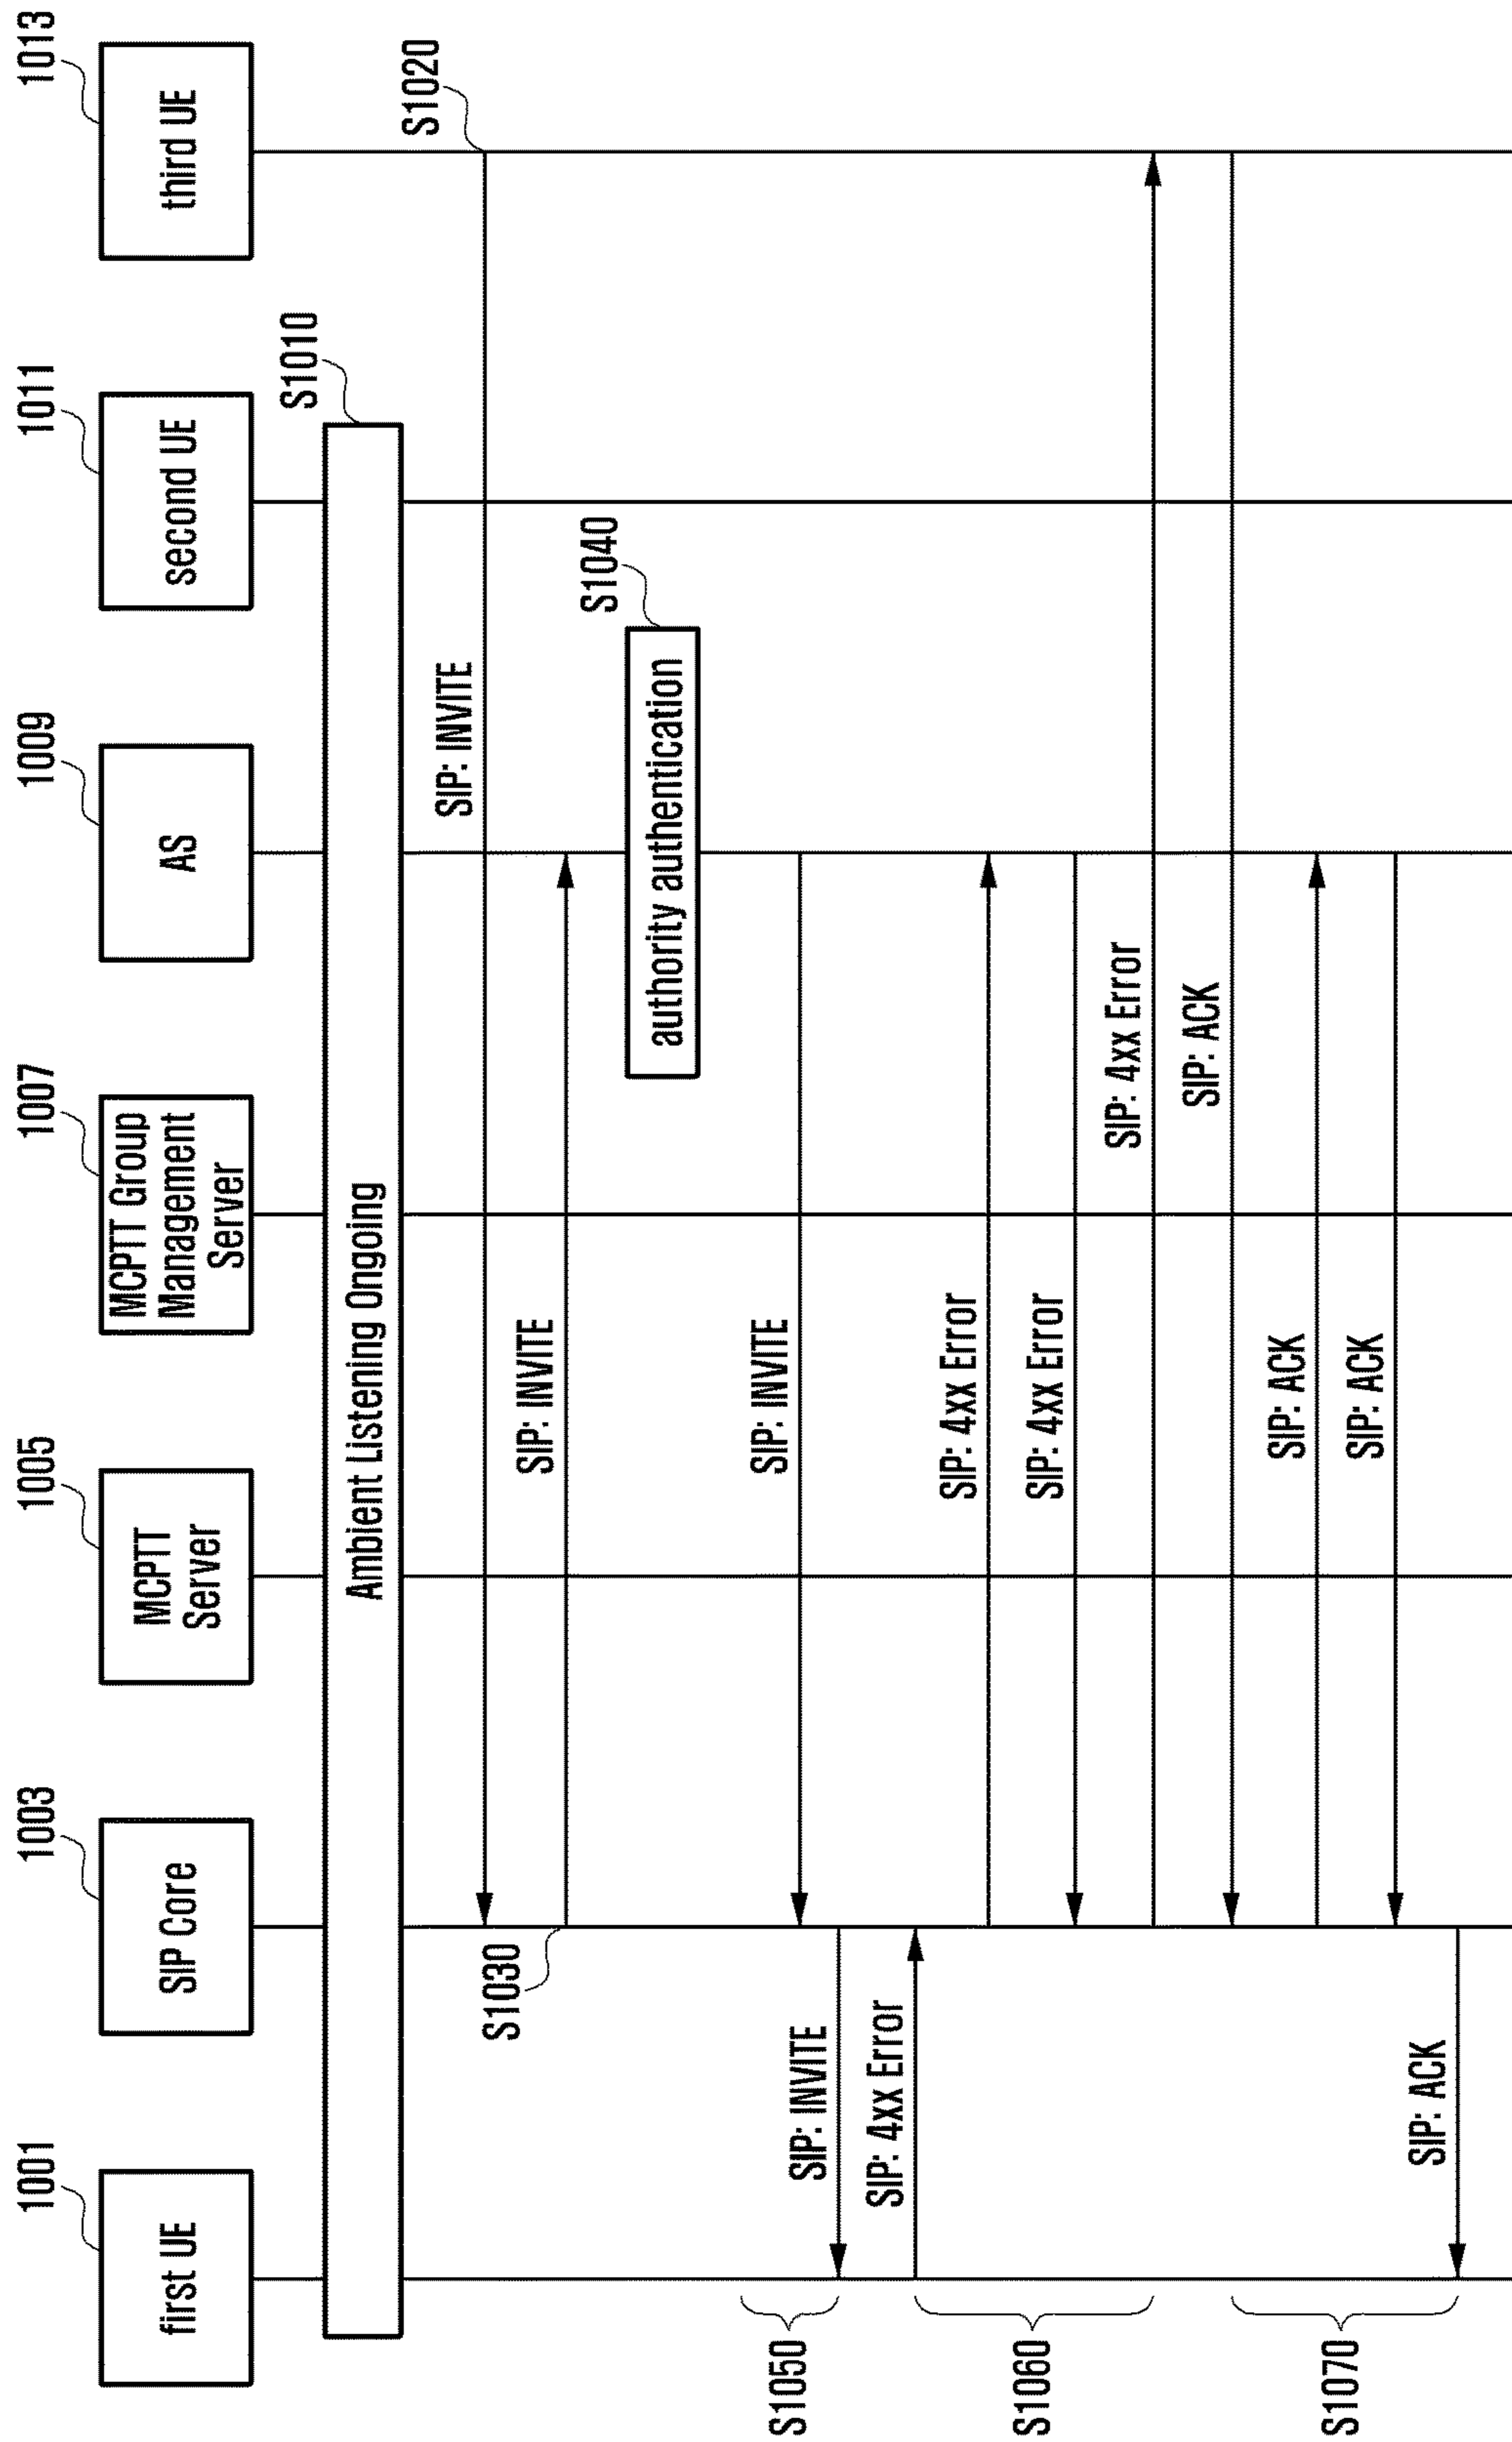 1001
1003
1005
1007
1009
1011
1013
first UE
SIP Core
MCPTT
Server
MCPTT Group
Management
Server
AS
second UE
third UE
S1010
Ambient Listening Ongoing
S1020
SIP: INVITE
S1030
SIP: INVITE
S1040
authority authentication
S1050
SIP: INVITE
SIP: INVITE
S1060
SIP: 4xx Error
SIP: 4xx Error
SIP: 4xx Error
SIP: 4xx Error
S1070
SIP: ACK
SIP: ACK
SIP: ACK
SIP: ACK